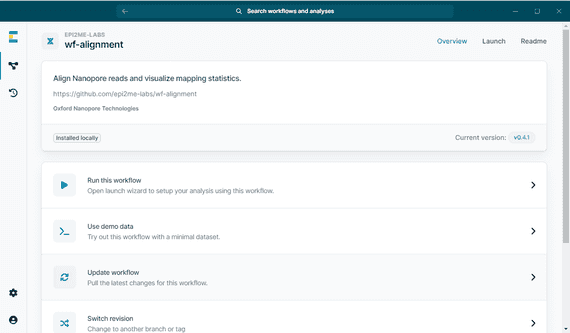 Search workflows and analyses
EPI2ME-LABS
wf-alignment
Overview
Launch
Readme
Align Nanopore reads and visualize mapping statistics.
https://github.com/epi2me-labs/wf-alignment
Oxford Nanopore Technologies
Installed locally
Current version: v0.4.1
Run this workflow
Open launch wizard to setup your analysis using this workflow.
Use demo data
Try out this workflow with a minimal dataset.
Update workflow
Pull the latest changes for this workflow.
Switch revision
Change to another branch or tag